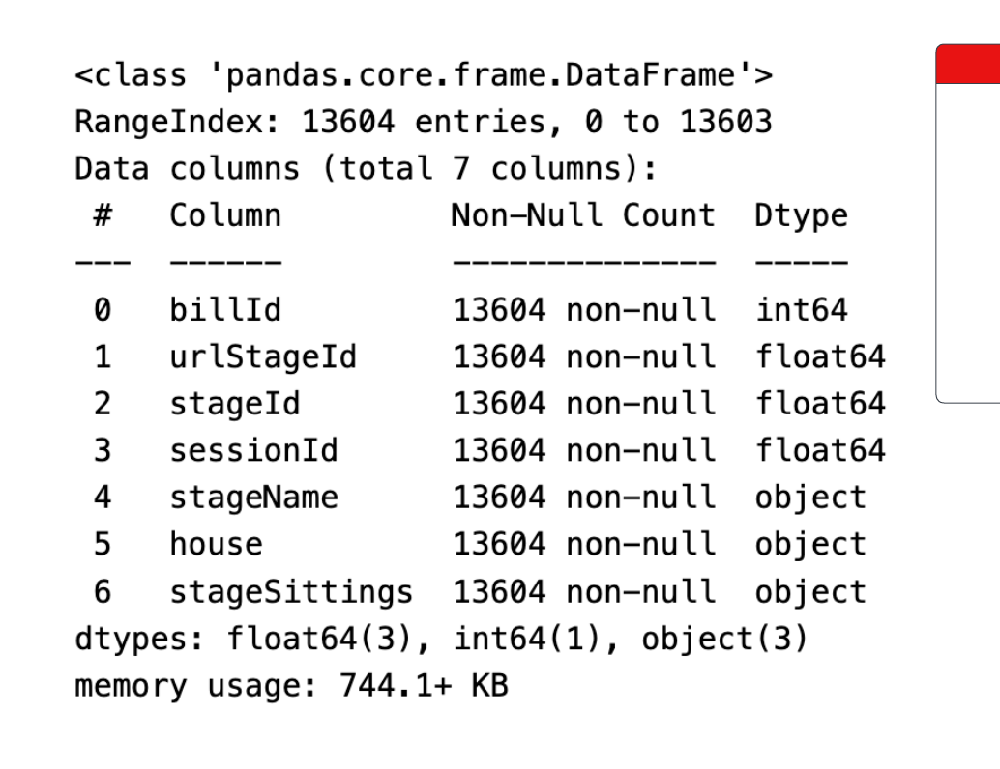 <class 'pandas.core.frame.DataFrame'>
RangeIndex: 13604 entries, 0 to 13603
Data columns (total 7 columns):
 #   Column         Non-Null Count  Dtype
---  ------         --------------  -----
 0   billId         13604 non-null  int64
 1   urlStageId     13604 non-null  float64
 2   stageId        13604 non-null  float64
 3   sessionId      13604 non-null  float64
 4   stageName      13604 non-null  object
 5   house          13604 non-null  object
 6   stageSittings  13604 non-null  object
dtypes: float64(3), int64(1), object(3)
memory usage: 744.1+ KB